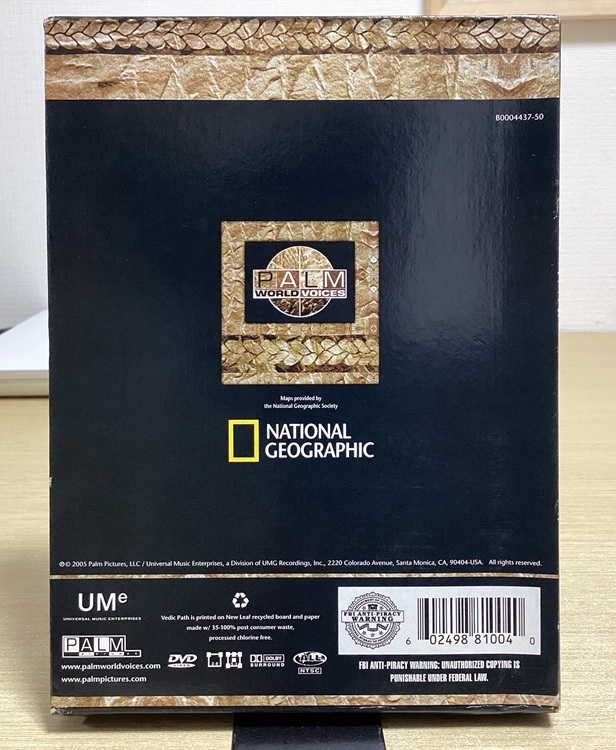 B0004437-50
PALM
WORLD VOICES
Maps provided by
the National Geographic Society
NATIONAL
GEOGRAPHIC
℗© 2005 Palm Pictures, LLC / Universal Music Enterprises, a Division of UMG Recordings, Inc., 2220 Colorado Avenue, Santa Monica, CA, 90404-USA. All rights reserved.
UMe
UNIVERSAL MUSIC ENTERPRISES
PALM
www.palmworldvoices.com
www.palmpictures.com
Vedic Path is printed on New Leaf recycled board and paper
made w/ 35-100% post consumer waste,
processed chlorine free.
DVD
VIDEO
DOLBY
SURROUND
ALL
NTSC
FBI ANTI-PIRACY
WARNING
6 02498 81004 0
FBI ANTI-PIRACY WARNING: UNAUTHORIZED COPYING IS
PUNISHABLE UNDER FEDERAL LAW.